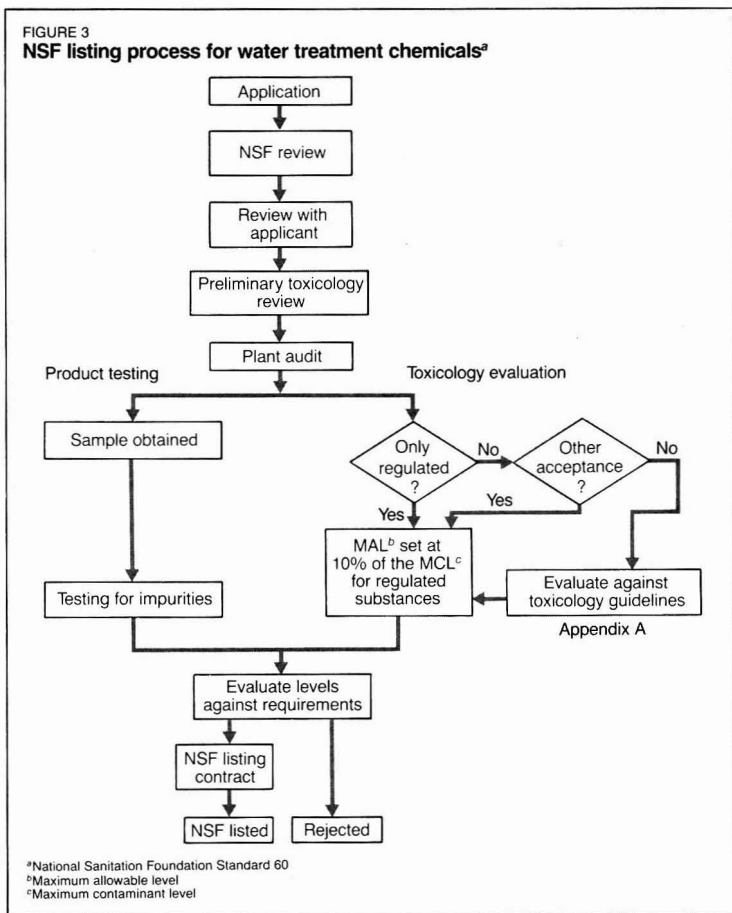 FIGURE 3
NSF listing process for water treatment chemicalsᵃ
Application
NSF review
Review with
applicant
Preliminary toxicology
review
Plant audit
Product testing
Toxicology evaluation
Sample obtained
Only
regulated
?
No
Other
acceptance
?
No
Yes
Yes
MALᵇ set at
10% of the MCLᶜ
for regulated
substances
Testing for impurities
Evaluate against
toxicology guidelines
Appendix A
Evaluate levels
against requirements
NSF listing
contract
NSF listed
Rejected
ᵃNational Sanitation Foundation Standard 60
ᵇMaximum allowable level
ᶜMaximum contaminant level